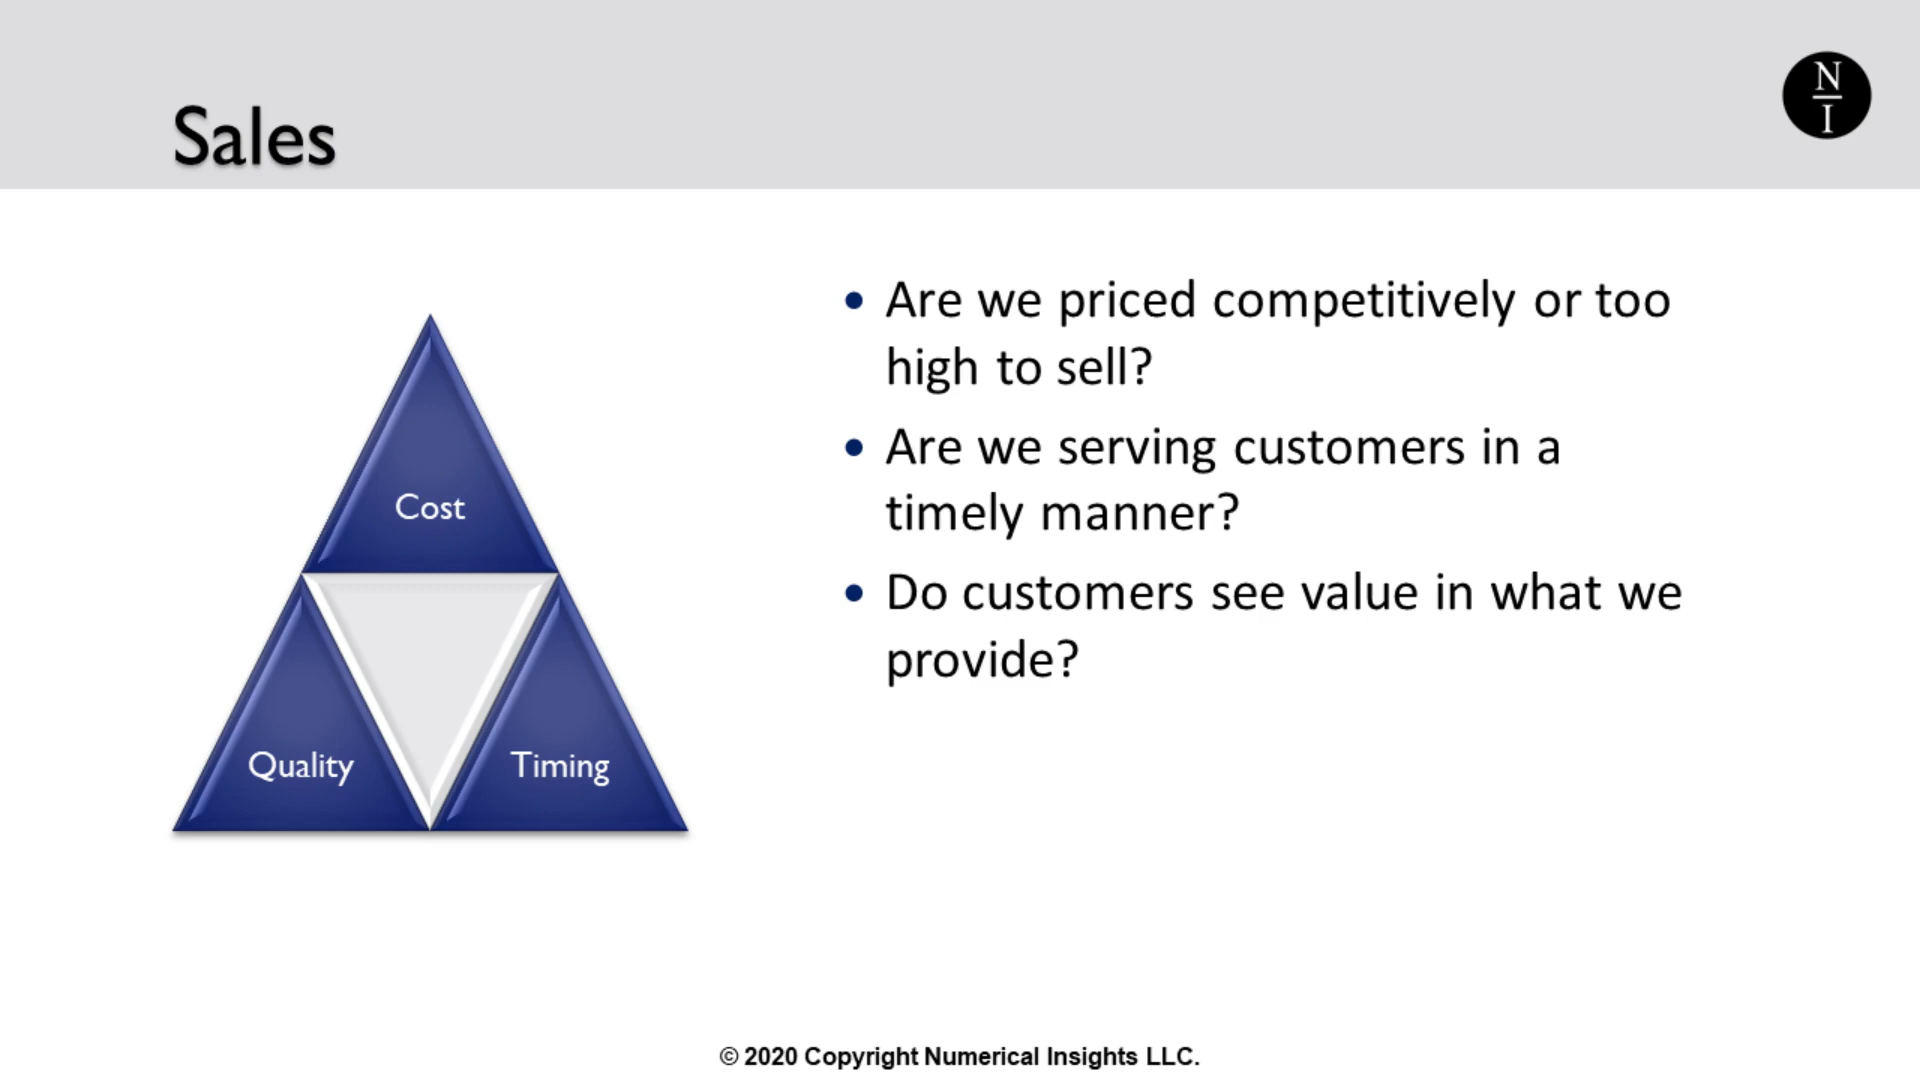 Sales
N
I
Cost
Quality
Timing
• Are we priced competitively or too
high to sell?
• Are we serving customers in a
timely manner?
• Do customers see value in what we
provide?
© 2020 Copyright Numerical Insights LLC.